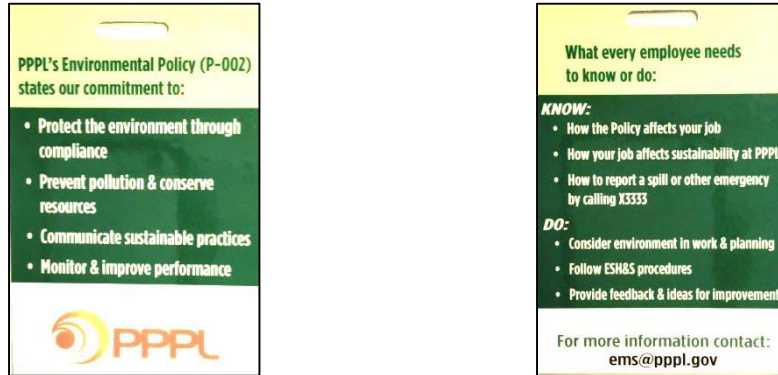 PPPL's Environmental Policy (P-002)
states our commitment to:
• Protect the environment through
compliance
• Prevent pollution & conserve
resources
• Communicate sustainable practices
• Monitor & improve performance
PPPL
What every employee needs
to know or do:
KNOW:
• How the Policy affects your job
• How your job affects sustainability at PPPL
• How to report a spill or other emergency
by calling X3333
DO:
• Consider environment in work & planning
• Follow ESH&S procedures
• Provide feedback & ideas for improvement
For more information contact:
ems@pppl.gov